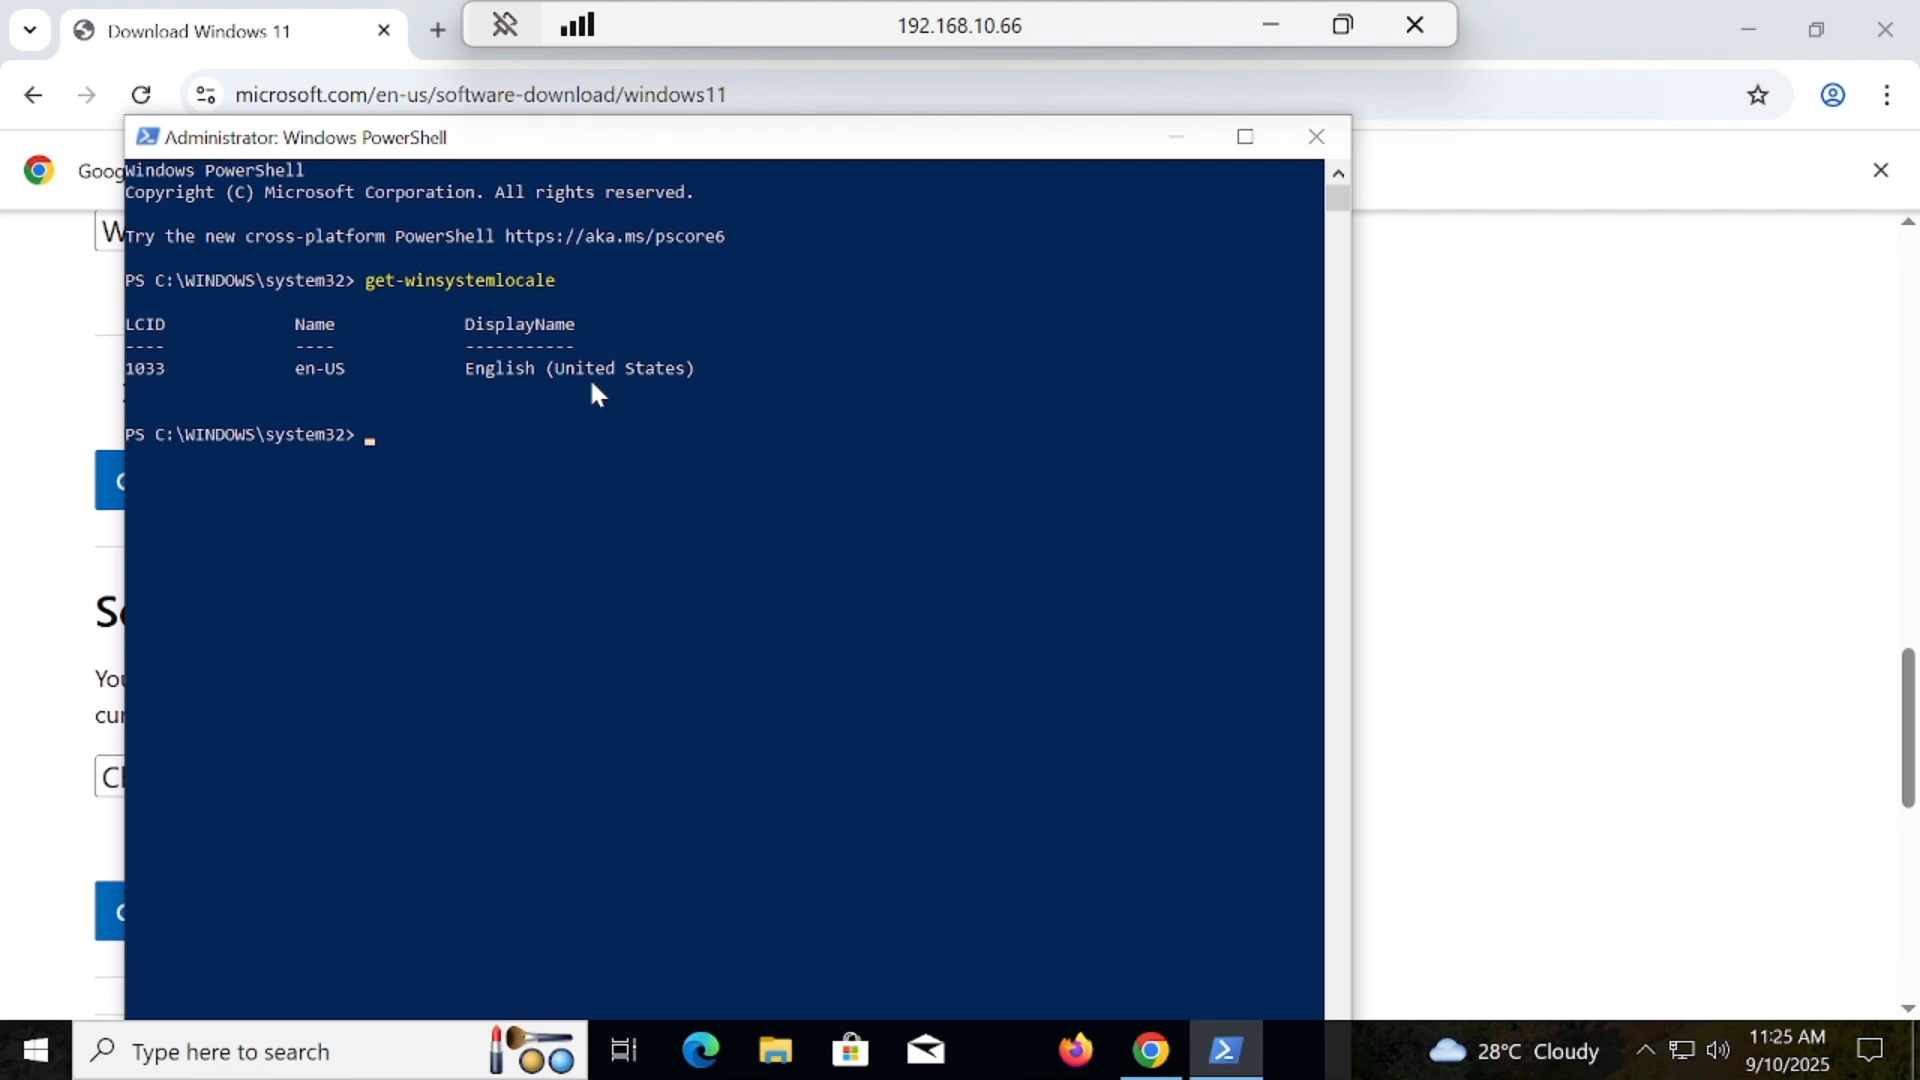 Download Windows 11
192.168.10.66
microsoft.com/en-us/software-download/windows11
Administrator: Windows PowerShell
Goog
Windows PowerShell
Copyright (C) Microsoft Corporation. All rights reserved.
W
Try the new cross-platform PowerShell https://aka.ms/pscore6
PS C:\WINDOWS\system32> get-winsystemlocale
LCID Name DisplayName
---- ---- -----------
1033 en-US English (United States)
PS C:\WINDOWS\system32>
You
cur
Type here to search
28°C Cloudy
11:25 AM
9/10/2025